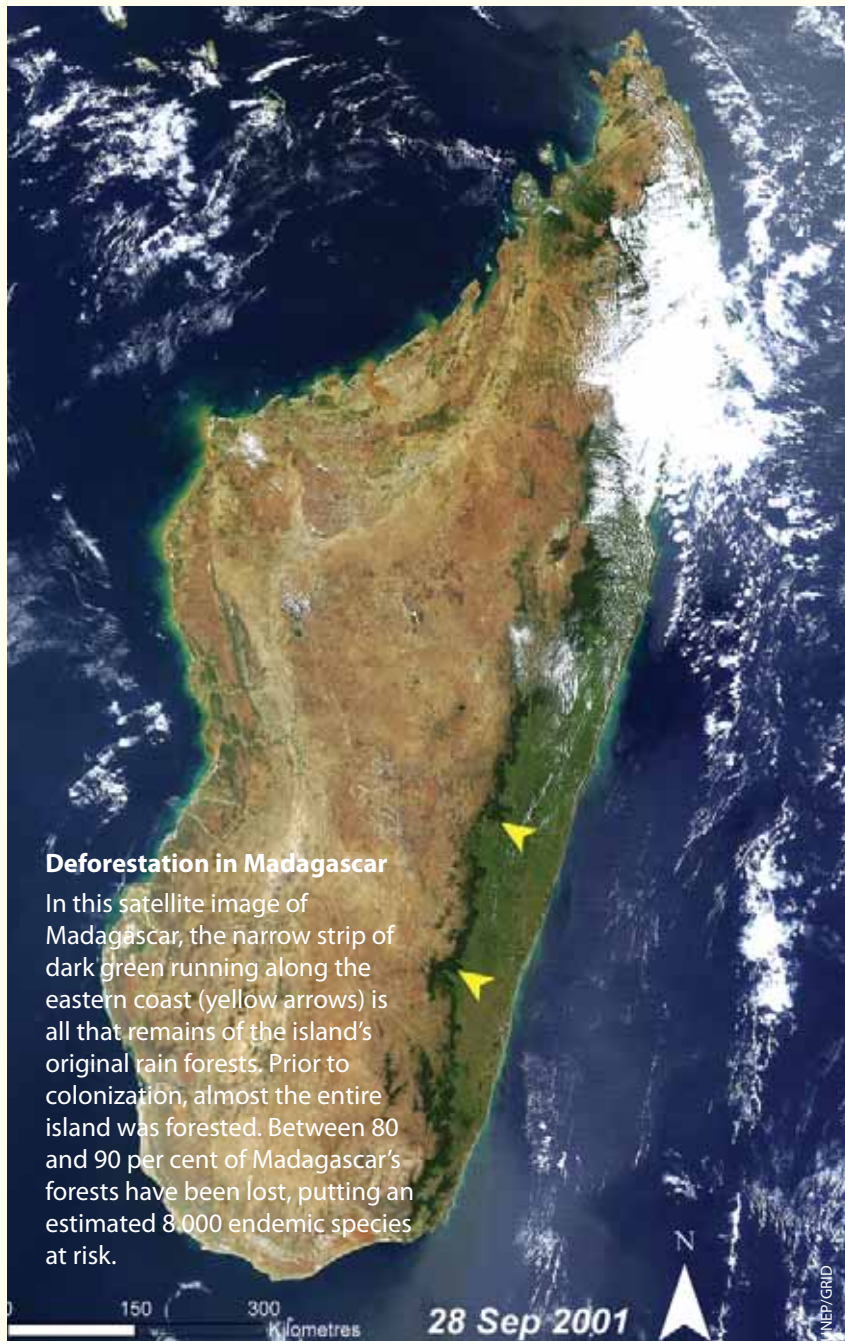 Deforestation in Madagascar
In this satellite image of
Madagascar, the narrow strip of
dark green running along the
eastern coast (yellow arrows) is
all that remains of the island's
original rain forests. Prior to
colonization, almost the entire
island was forested. Between 80
and 90 per cent of Madagascar's
forests have been lost, putting an
estimated 8 000 endemic species
at risk.
N
0 150 300
Kilometres
28 Sep 2001
NEP/GRID